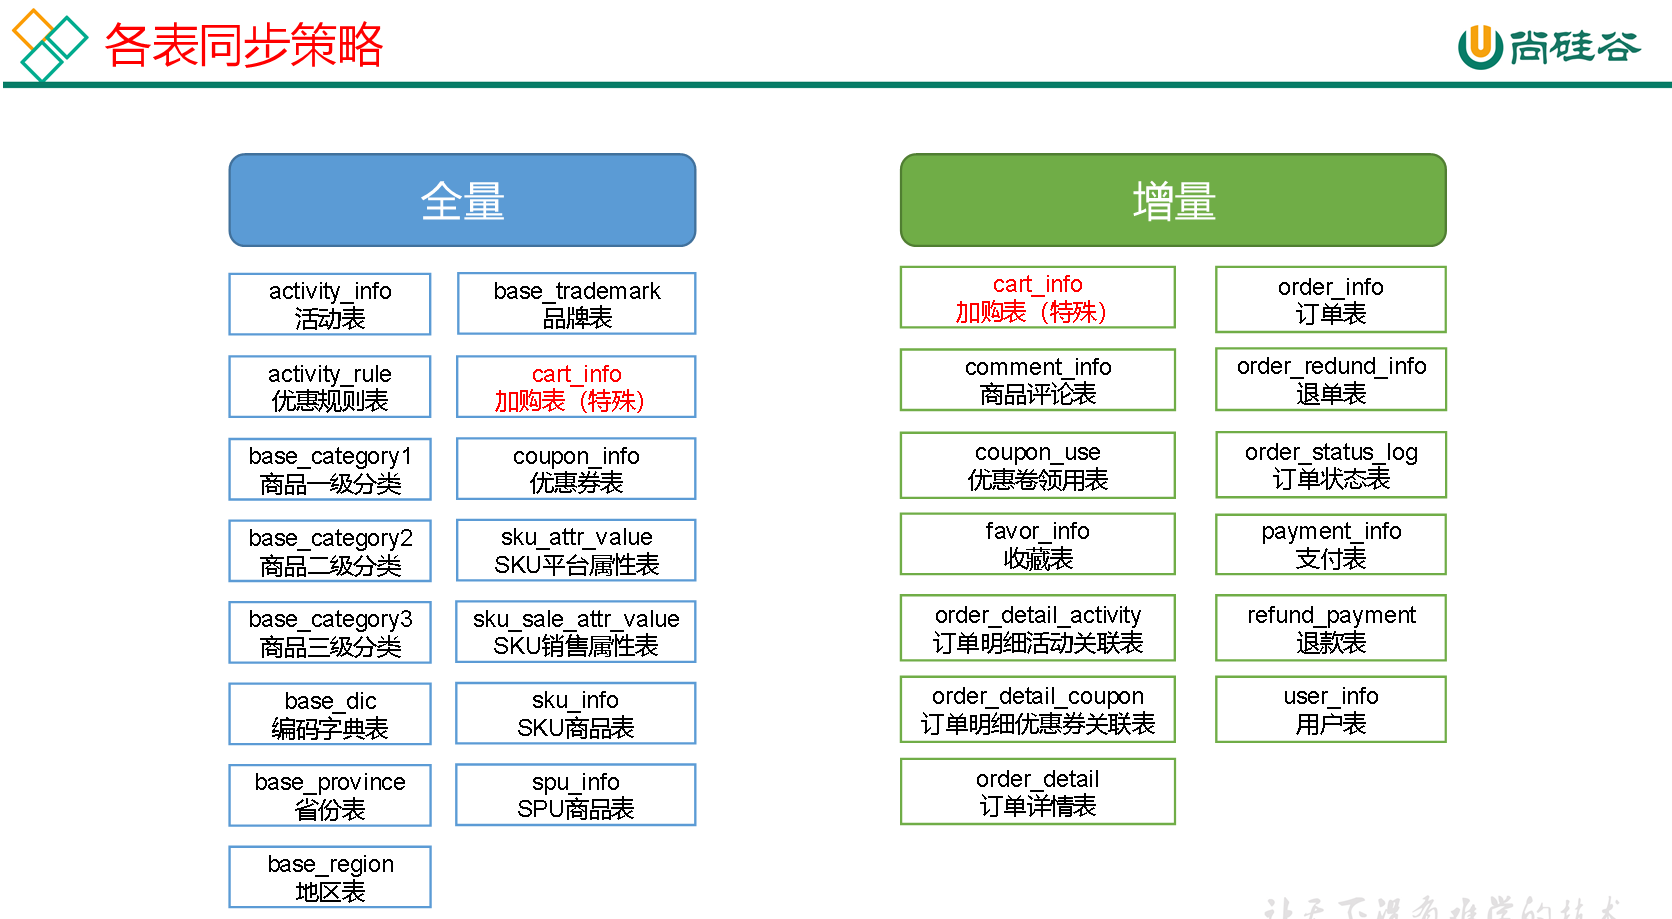 各表同步策略
尚硅谷
全量
activity_info
活动表
base_trademark
品牌表
activity_rule
优惠规则表
cart_info
加购表（特殊）
base_category1
商品一级分类
coupon_info
优惠券表
base_category2
商品二级分类
sku_attr_value
SKU平台属性表
base_category3
商品三级分类
sku_sale_attr_value
SKU销售属性表
base_dic
编码字典表
sku_info
SKU商品表
base_province
省份表
spu_info
SPU商品表
base_region
地区表
增量
cart_info
加购表（特殊）
order_info
订单表
comment_info
商品评论表
order_redund_info
退单表
coupon_use
优惠卷领用表
order_status_log
订单状态表
favor_info
收藏表
payment_info
支付表
order_detail_activity
订单明细活动关联表
refund_payment
退款表
order_detail_coupon
订单明细优惠券关联表
user_info
用户表
order_detail
订单详情表
让天下没有难学的技术